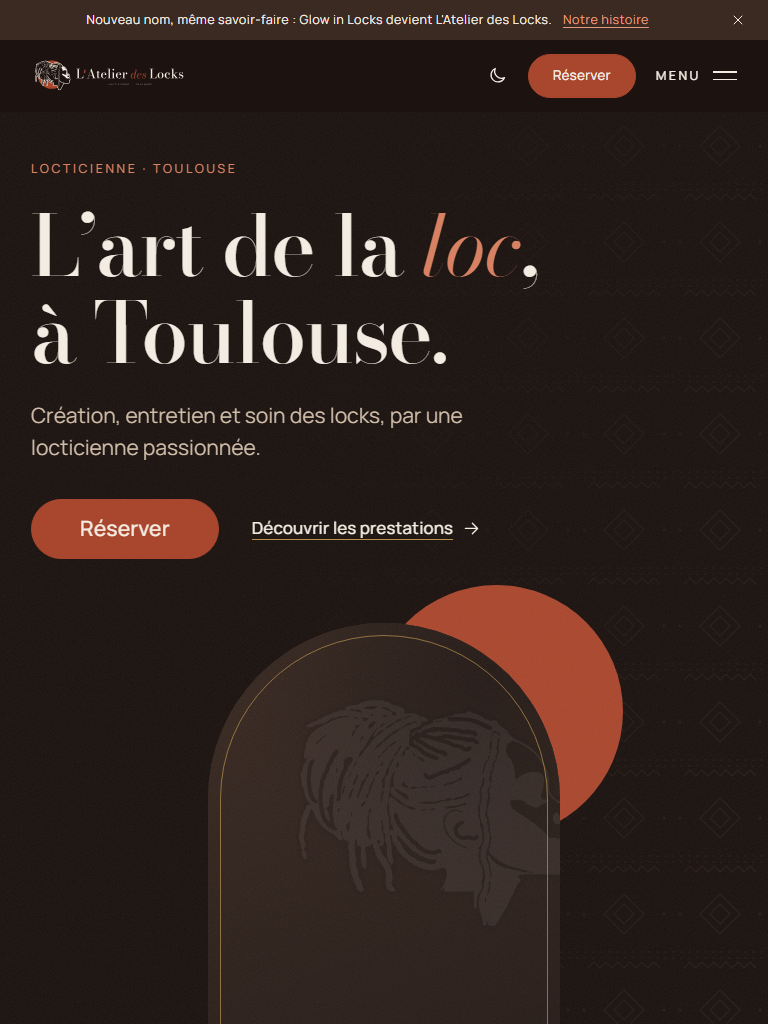 Nouveau nom, même savoir-faire : Glow in Locks devient L'Atelier des Locks. Notre histoire
L'Atelier des Locks
Réserver
MENU
LOCTICIENNE · TOULOUSE
L'art de la loc,
à Toulouse.
Création, entretien et soin des locks, par une
locticienne passionnée.
Réserver
Découvrir les prestations →